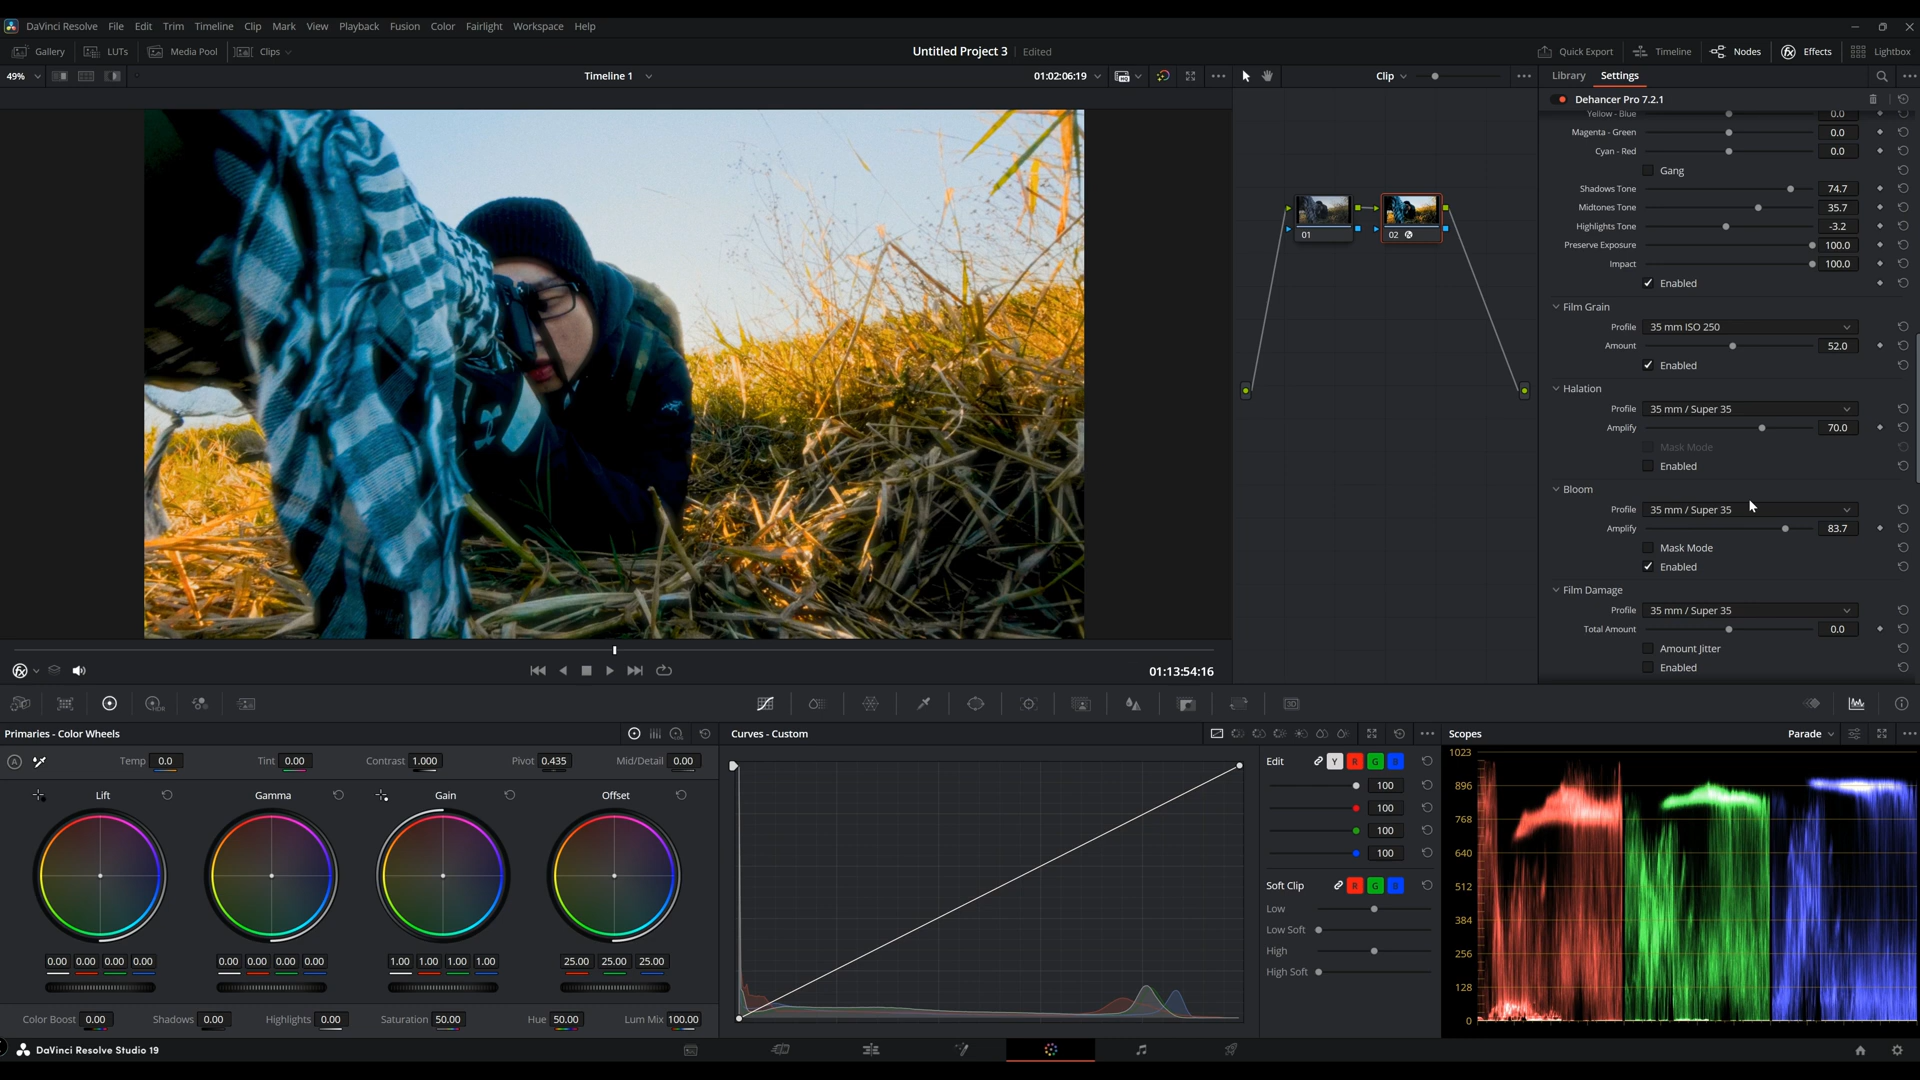 DaVinci Resolve File Edit Trim Timeline Clip Mark View Playback Fusion Color Fairlight Workspace Help
Gallery LUTs Media Pool Clips Untitled Project 3 Edited Quick Export Timeline Nodes Effects Lightbox
49% Timeline 1 01:02:06:19 Clip Library Settings
Dehancer Pro 7.2.1
Yellow - Blue 0.0
Magenta - Green 0.0
Cyan - Red 0.0
Gang
Shadows Tone 74.7
Midtones Tone 35.7
Highlights Tone -3.2
Preserve Exposure 100.0
Impact 100.0
Enabled
01
02
Film Grain
Profile 35 mm ISO 250
Amount 52.0
Enabled
Halation
Profile 35 mm / Super 35
Amplify 70.0
Mask Mode
Enabled
Bloom
Profile 35 mm / Super 35
Amplify 83.7
Mask Mode
Enabled
Film Damage
Profile 35 mm / Super 35
Total Amount 0.0
Amount Jitter
Enabled
01:13:54:16
HDR
3D
Primaries - Color Wheels
A Temp 0.0 Tint 0.00 Contrast 1.000 Pivot 0.435 Mid/Detail 0.00
Lift Gamma Gain Offset
0.00 0.00 0.00 0.00 0.00 0.00 0.00 0.00 1.00 1.00 1.00 1.00 25.00 25.00 25.00
Color Boost 0.00 Shadows 0.00 Highlights 0.00 Saturation 50.00 Hue 50.00 Lum Mix 100.00
Curves - Custom
Edit Y R G B
100
100
100
100
Soft Clip R G B
Low
Low Soft
High
High Soft
Scopes Parade
1023
896
768
640
512
384
256
128
0
DaVinci Resolve Studio 19